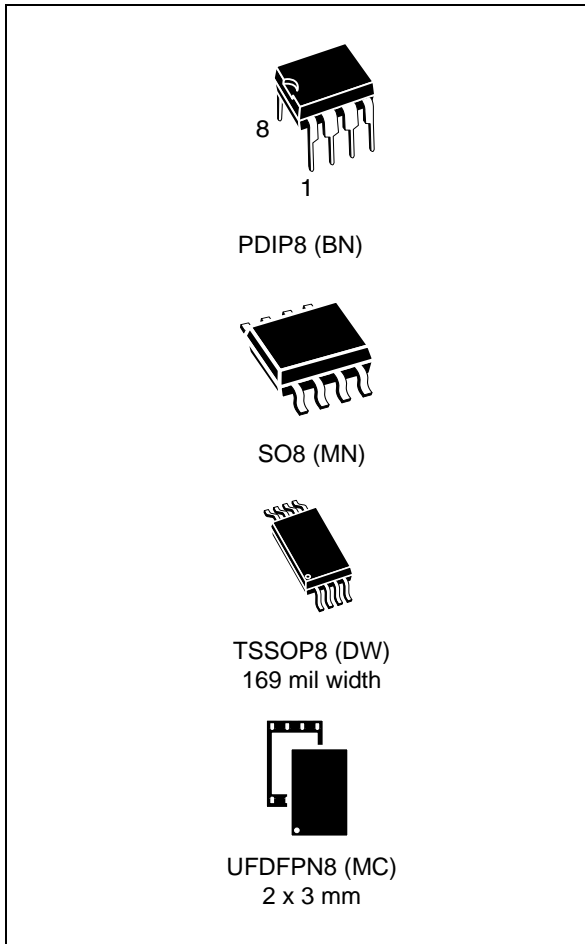 8
1
PDIP8 (BN)
SO8 (MN)
TSSOP8 (DW)
169 mil width
UFDFPN8 (MC)
2 x 3 mm